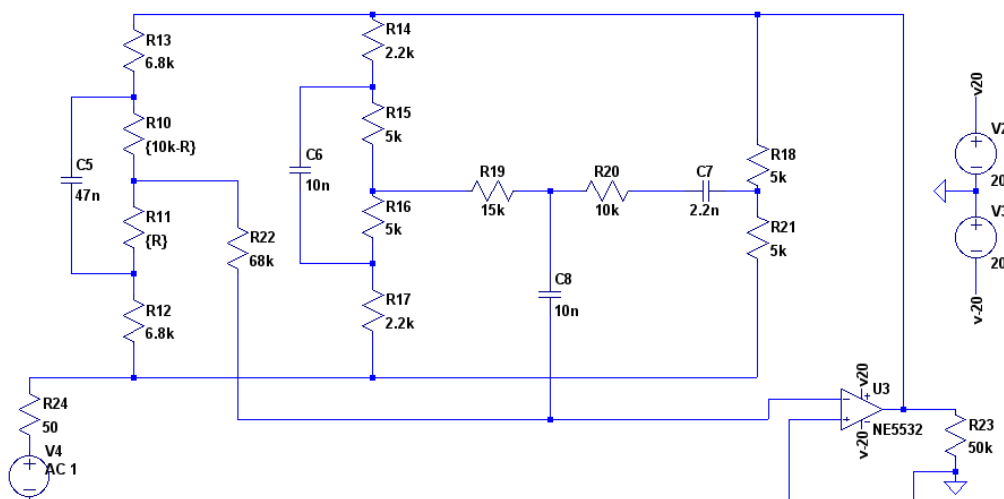 R13
6.8k
R14
2.2k
C5
47n
R10
{10k-R}
R11
{R}
R12
6.8k
R22
68k
C6
10n
R15
5k
R16
5k
R17
2.2k
R19
15k
R20
10k
C7
2.2n
C8
10n
R18
5k
R21
5k
v20
V2
20
V3
20
v-20
R24
50
V4
AC 1
v20
U3
NE5532
v-20
R23
50k